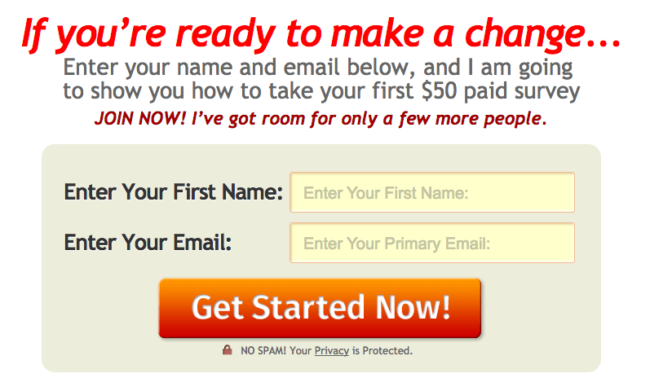 If you're ready to make a change...
Enter your name and email below, and I am going
to show you how to take your first $50 paid survey
JOIN NOW! I've got room for only a few more people.
Enter Your First Name: Enter Your First Name:
Enter Your Email: Enter Your Primary Email:
Get Started Now!
NO SPAM! Your Privacy is Protected.